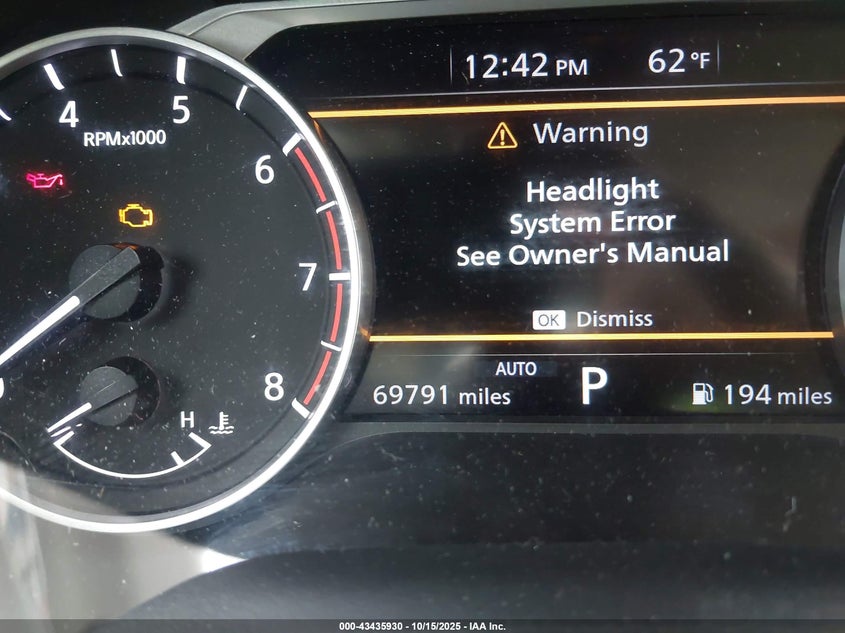 12:42 PM 62 °F
4 5 6 7 8
RPMx1000
Warning
Headlight
System Error
See Owner's Manual
OK Dismiss
AUTO
69791 miles P 194 miles
H
000-43435930 - 10/15/2025 - IAA Inc.